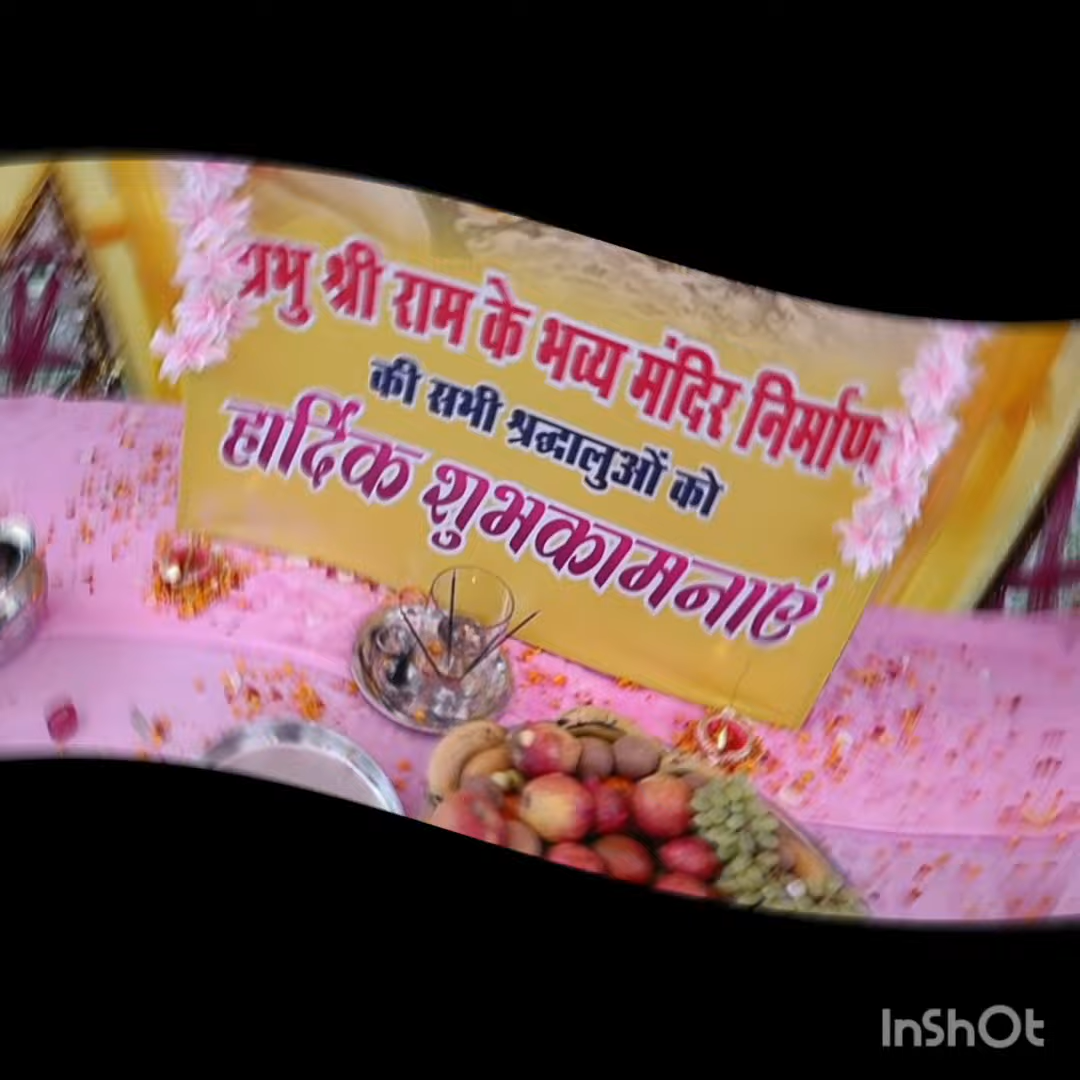 प्रभु श्री राम के भव्य मंदिर निर्माण
की सभी श्रद्धालुओं को
हार्दिक शुभकामनाएं
InShOt